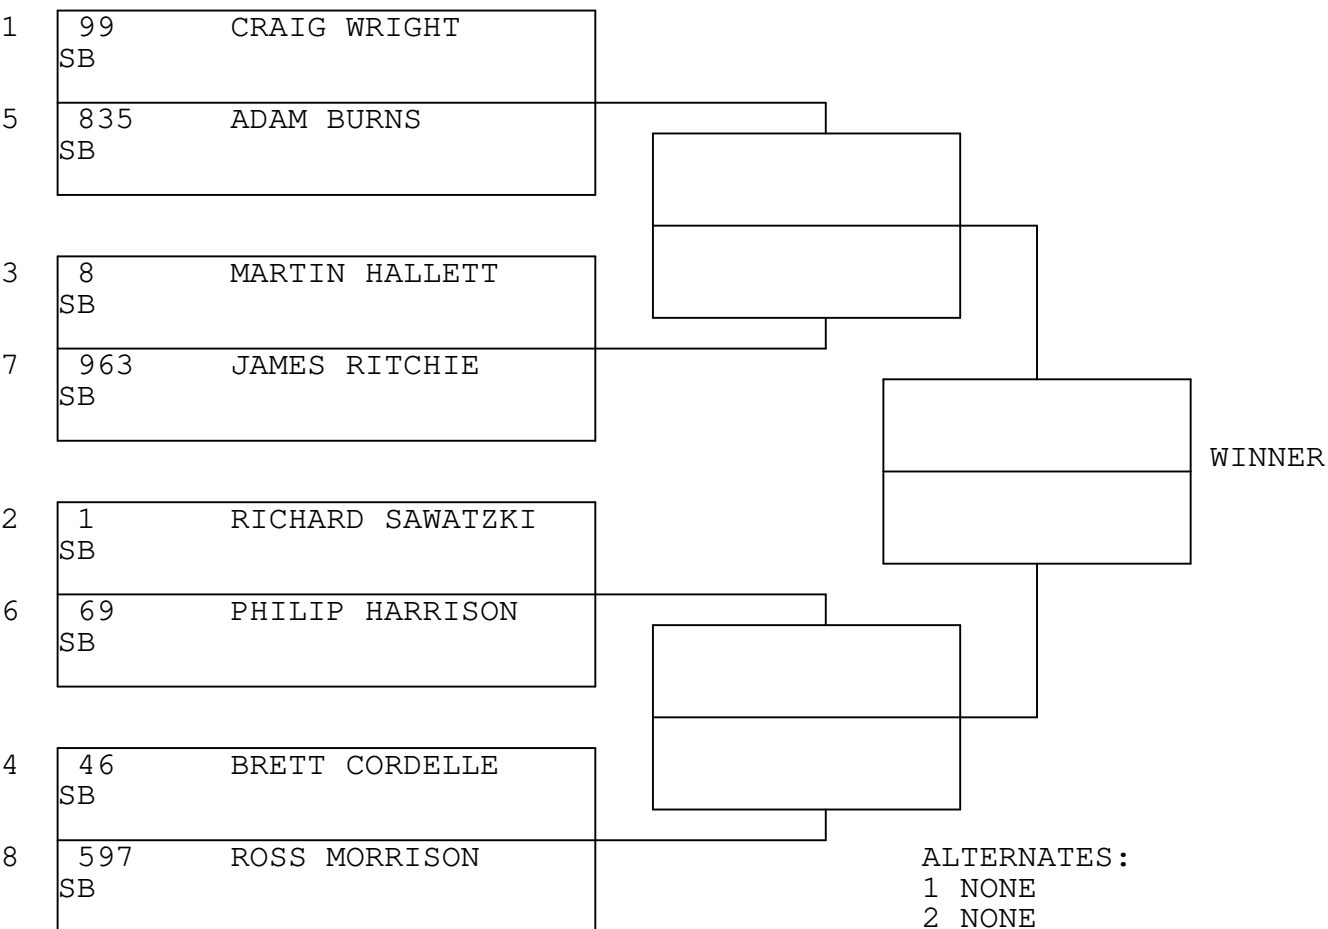 1 99 CRAIG WRIGHT
SB
5 835 ADAM BURNS
SB
3 8 MARTIN HALLETT
SB
7 963 JAMES RITCHIE
SB
WINNER
2 1 RICHARD SAWATZKI
SB
6 69 PHILIP HARRISON
SB
4 46 BRETT CORDELLE
SB
8 597 ROSS MORRISON
SB
ALTERNATES:
1 NONE
2 NONE